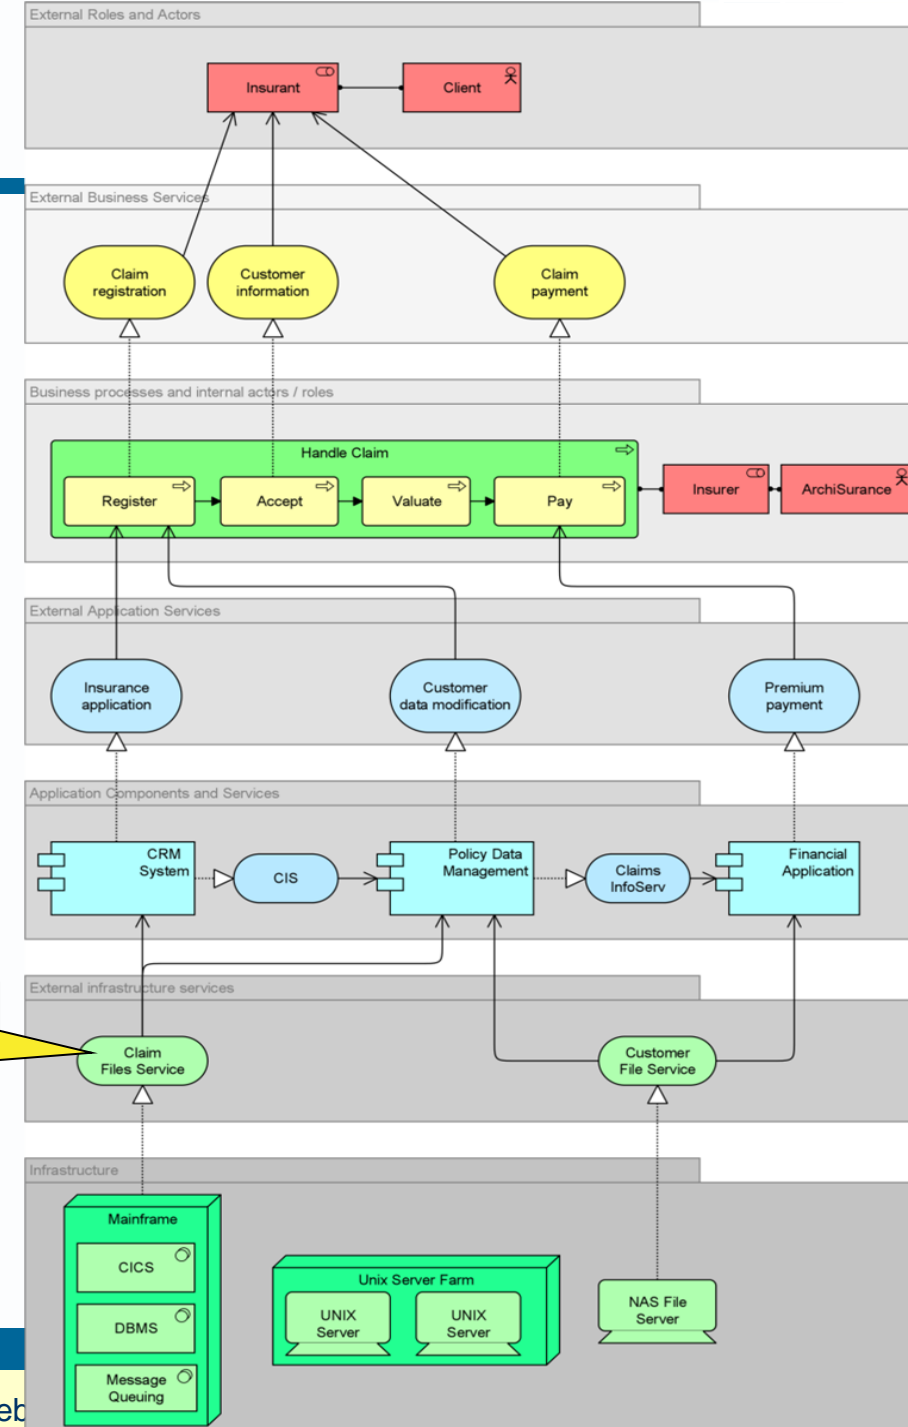 External Roles and Actors
Insurant
Client
External Business Services
Claim
registration
Customer
information
Claim
payment
Business processes and internal actors / roles
Handle Claim
Register
Accept
Valuate
Pay
Insurer
ArchiSurance
External Application Services
Insurance
application
Customer
data modification
Premium
payment
Application Components and Services
CRM
System
CIS
Policy Data
Management
Claims
InfoServ
Financial
Application
External infrastructure services
Claim
Files Service
Customer
File Service
Infrastructure
Mainframe
CICS
DBMS
Message
Queuing
Unix Server Farm
UNIX
Server
UNIX
Server
NAS File
Server
eb